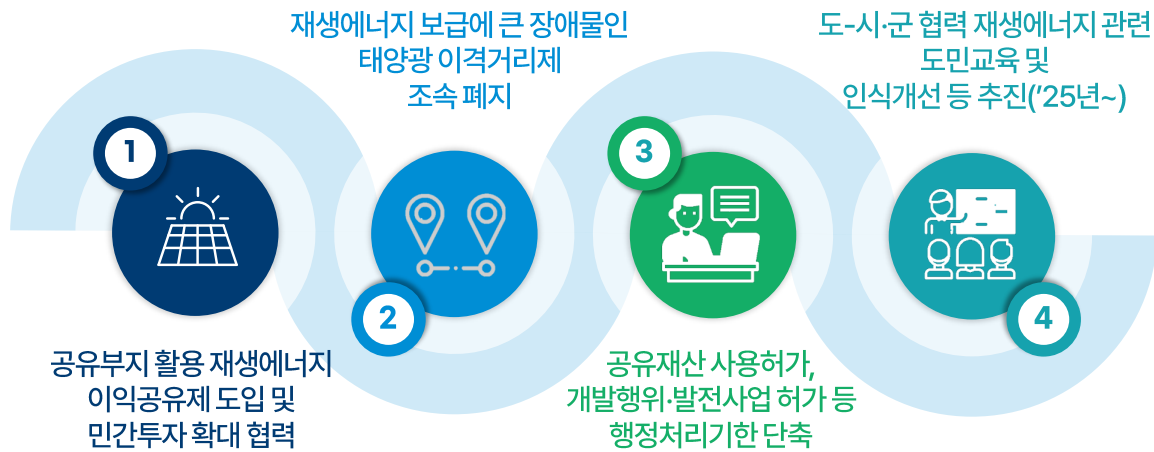 1
공유부지 활용 재생에너지
이익공유제 도입 및
민간투자 확대 협력
재생에너지 보급에 큰 장애물인
태양광 이격거리제
조속 폐지
2
3
공유재산 사용허가,
개발행위·발전사업 허가 등
행정처리기한 단축
도-시·군 협력 재생에너지 관련
도민교육 및
인식개선 등 추진('25년~)
4